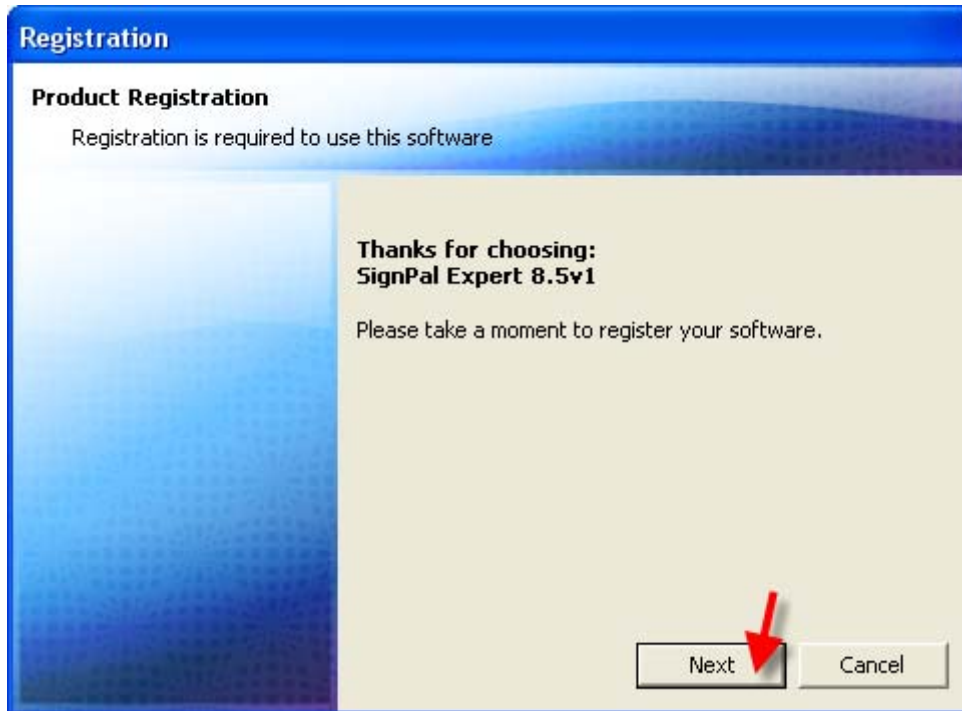 Registration
Product Registration
Registration is required to use this software
Thanks for choosing:
SignPal Expert 8.5v1
Please take a moment to register your software.
Next
Cancel